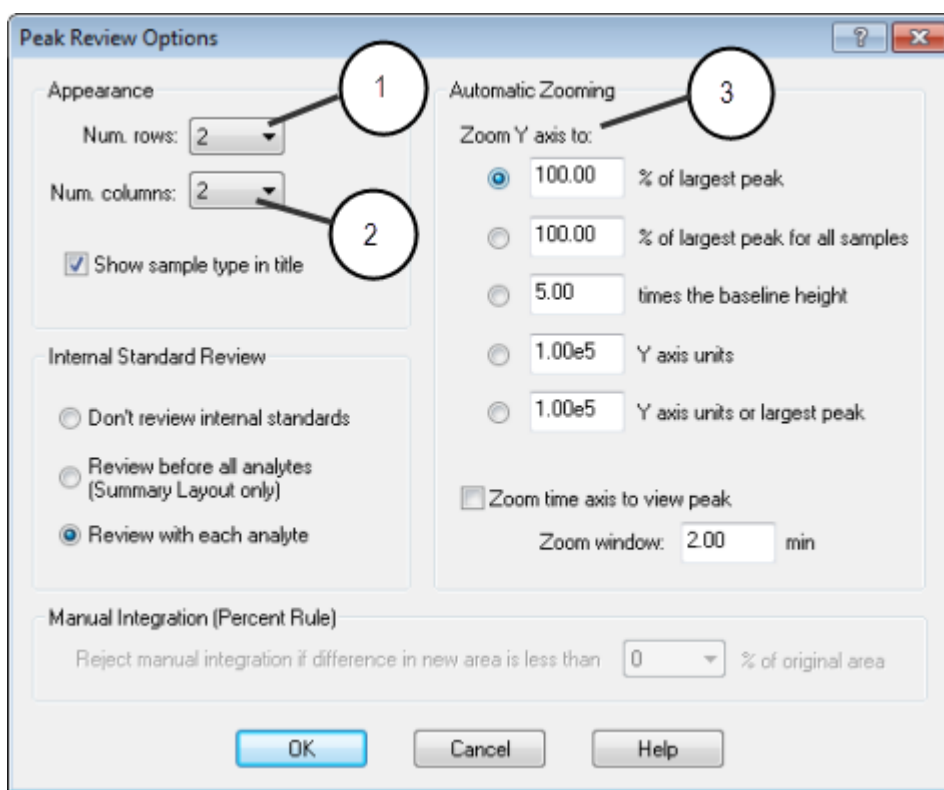 Peak Review Options
?
Appearance
1
Num. rows: 2
Num. columns: 2
2
Show sample type in title
Internal Standard Review
Don't review internal standards
Review before all analytes
(Summary Layout only)
Review with each analyte
Automatic Zooming
3
Zoom Y axis to:
100.00 % of largest peak
100.00 % of largest peak for all samples
5.00 times the baseline height
1.00e5 Y axis units
1.00e5 Y axis units or largest peak
Zoom time axis to view peak
Zoom window: 2.00 min
Manual Integration (Percent Rule)
Reject manual integration if difference in new area is less than 0 % of original area
OK Cancel Help